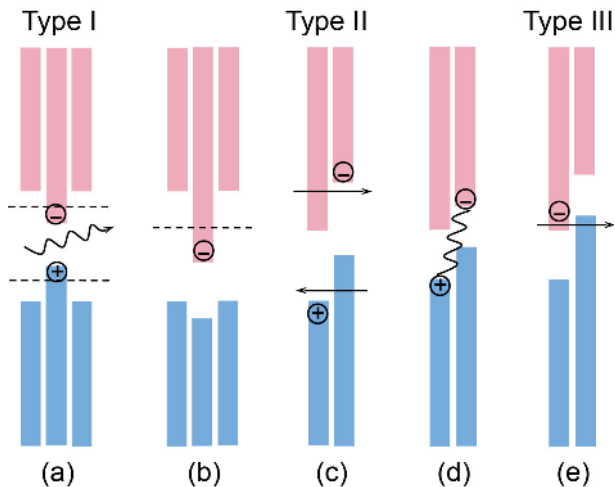 Type I Type II Type III
− + − − + − + −
(a) (b) (c) (d) (e)